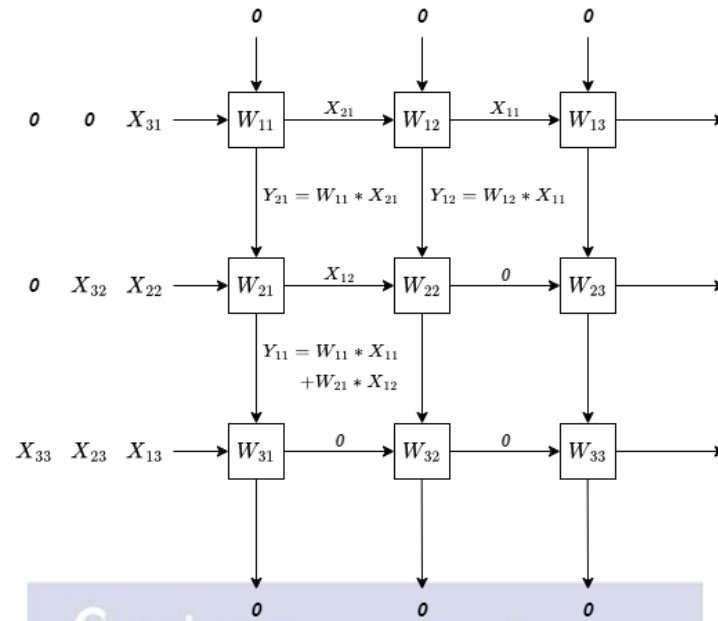 0 0 0
0 0 X₃₁ W₁₁ X₂₁ W₁₂ X₁₁ W₁₃
Y₂₁ = W₁₁ * X₂₁ Y₁₂ = W₁₂ * X₁₁
0 X₃₂ X₂₂ W₂₁ X₁₂ W₂₂ 0 W₂₃
Y₁₁ = W₁₁ * X₁₁
+W₂₁ * X₁₂
X₃₃ X₂₃ X₁₃ W₃₁ 0 W₃₂ 0 W₃₃
0 0 0